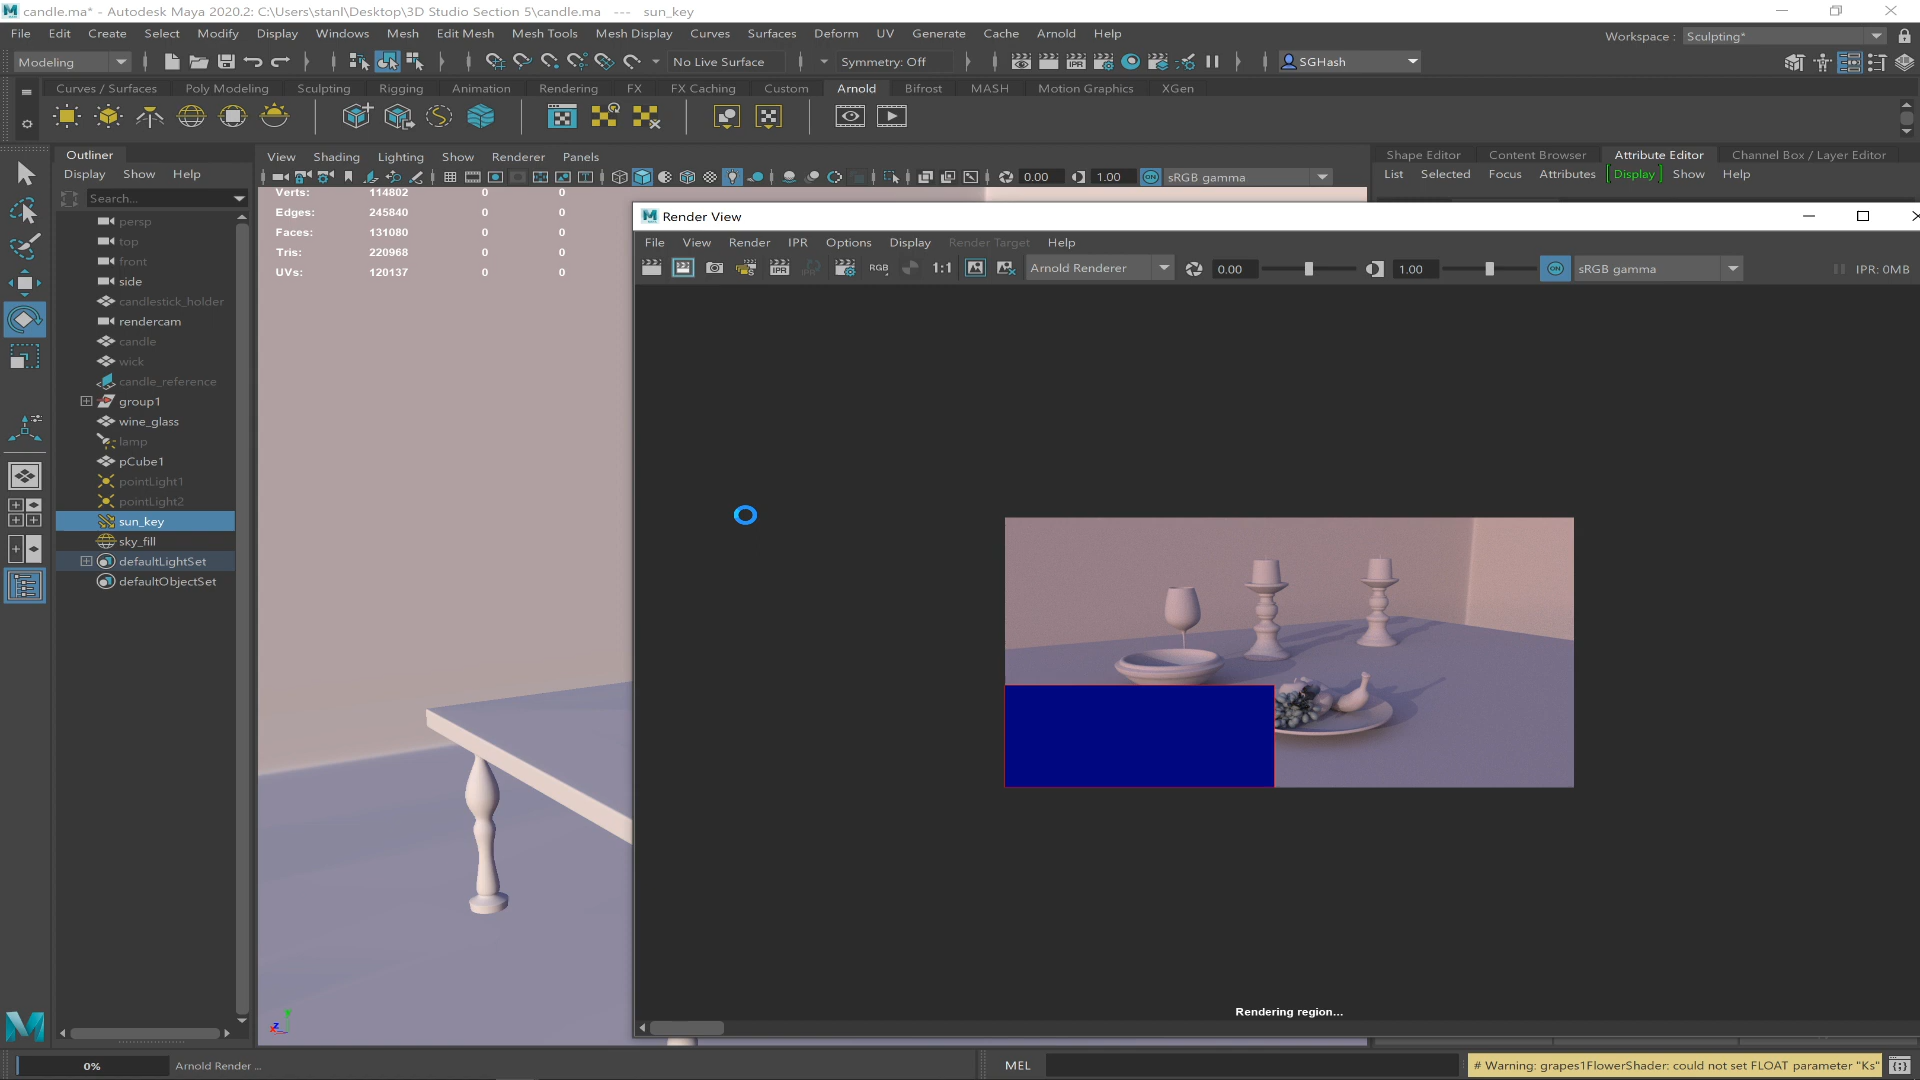 candle.ma* - Autodesk Maya 2020.2: C:\Users\stanl\Desktop\3D Studio Section 5\candle.ma --- sun_key
File Edit Create Select Modify Display Windows Mesh Edit Mesh Mesh Tools Mesh Display Curves Surfaces Deform UV Generate Cache Arnold Help
Workspace : Sculpting*
Modeling
No Live Surface
Symmetry: Off
IPR
SGHash
Curves / Surfaces Poly Modeling Sculpting Rigging Animation Rendering FX FX Caching Custom Arnold Bifrost MASH Motion Graphics XGen
Outliner
Display Show Help
Search...
persp
top
front
side
candlestick_holder
rendercam
candle
wick
candle_reference
group1
wine_glass
lamp
pCube1
pointLight1
pointLight2
sun_key
sky_fill
defaultLightSet
defaultObjectSet
View Shading Lighting Show Renderer Panels
0.00 1.00 ON sRGB gamma
Verts: 114802 0 0
Edges: 245840 0 0
Faces: 131080 0 0
Tris: 220968 0 0
UVs: 120137 0 0
Shape Editor Content Browser Attribute Editor Channel Box / Layer Editor
List Selected Focus Attributes Display Show Help
Render View
File View Render IPR Options Display Render Target Help
IPR RGB 1:1 Arnold Renderer 0.00 1.00 ON sRGB gamma IPR: 0MB
Rendering region...
z y x
0% Arnold Render ...
MEL
# Warning: grapes1FlowerShader: could not set FLOAT parameter "Ks"